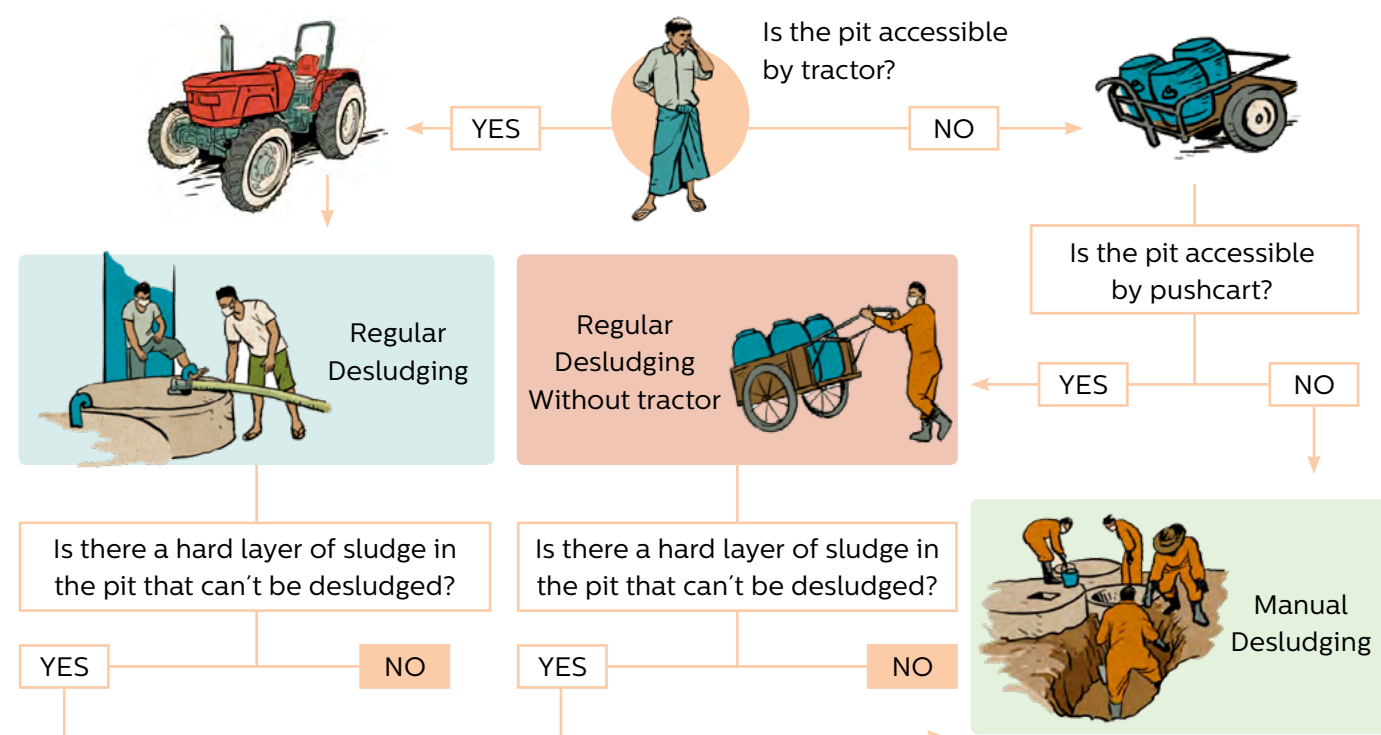 Is the pit accessible
by tractor?
YES
NO
Is the pit accessible
by pushcart?
YES
NO
Regular
Desludging
Regular
Desludging
Without tractor
Manual
Desludging
Is there a hard layer of sludge in
the pit that can't be desludged?
YES
NO
Is there a hard layer of sludge in
the pit that can't be desludged?
YES
NO